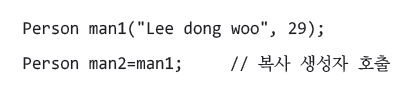 Person man1("Lee dong woo", 29);
Person man2=man1;     // 복사 생성자 호출